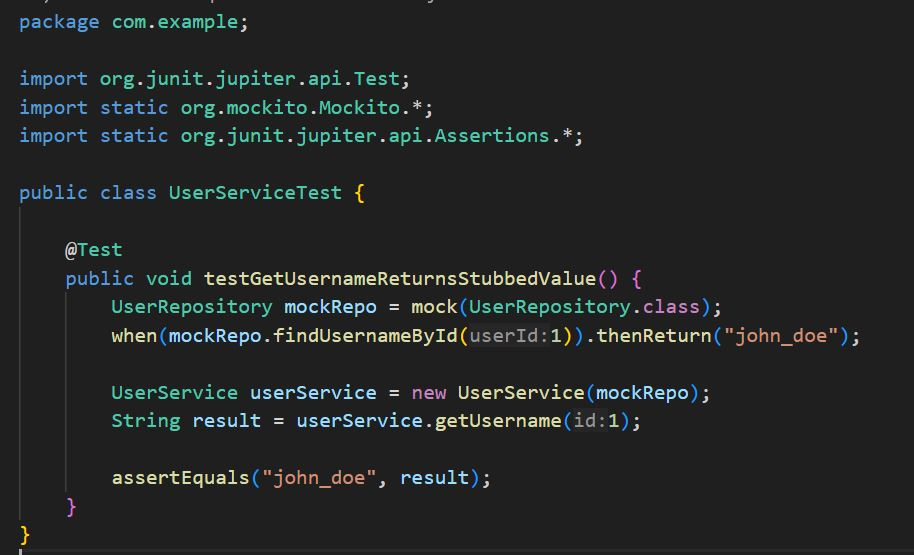 package com.example;
import org.junit.jupiter.api.Test;
import static org.mockito.Mockito.*;
import static org.junit.jupiter.api.Assertions.*;
public class UserServiceTest {
@Test
public void testGetUsernameReturnsStubbedValue() {
UserRepository mockRepo = mock(UserRepository.class);
when(mockRepo.findUsernameById(userId:1)).thenReturn("john_doe");
UserService userService = new UserService(mockRepo);
String result = userService.getUsername(id:1);
assertEquals("john_doe", result);
}
}